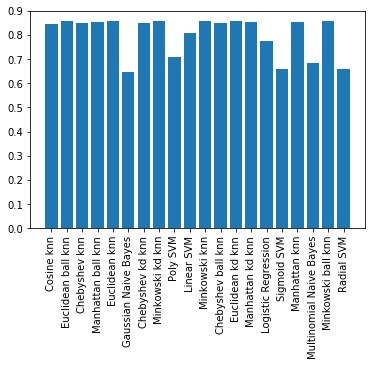 0.9
0.8
0.7
0.6
0.5
0.4
0.3
0.2
0.1
0.0
Cosine knn
Euclidean ball knn
Chebyshev knn
Manhattan ball knn
Euclidean knn
Gaussian Naive Bayes
Chebyshev kd knn
Minkowski kd knn
Poly SVM
Linear SVM
Minkowski knn
Chebyshev ball knn
Euclidean kd knn
Manhattan kd knn
Logistic Regression
Sigmoid SVM
Manhattan knn
Multinomial Naive Bayes
Minkowski ball knn
Radial SVM